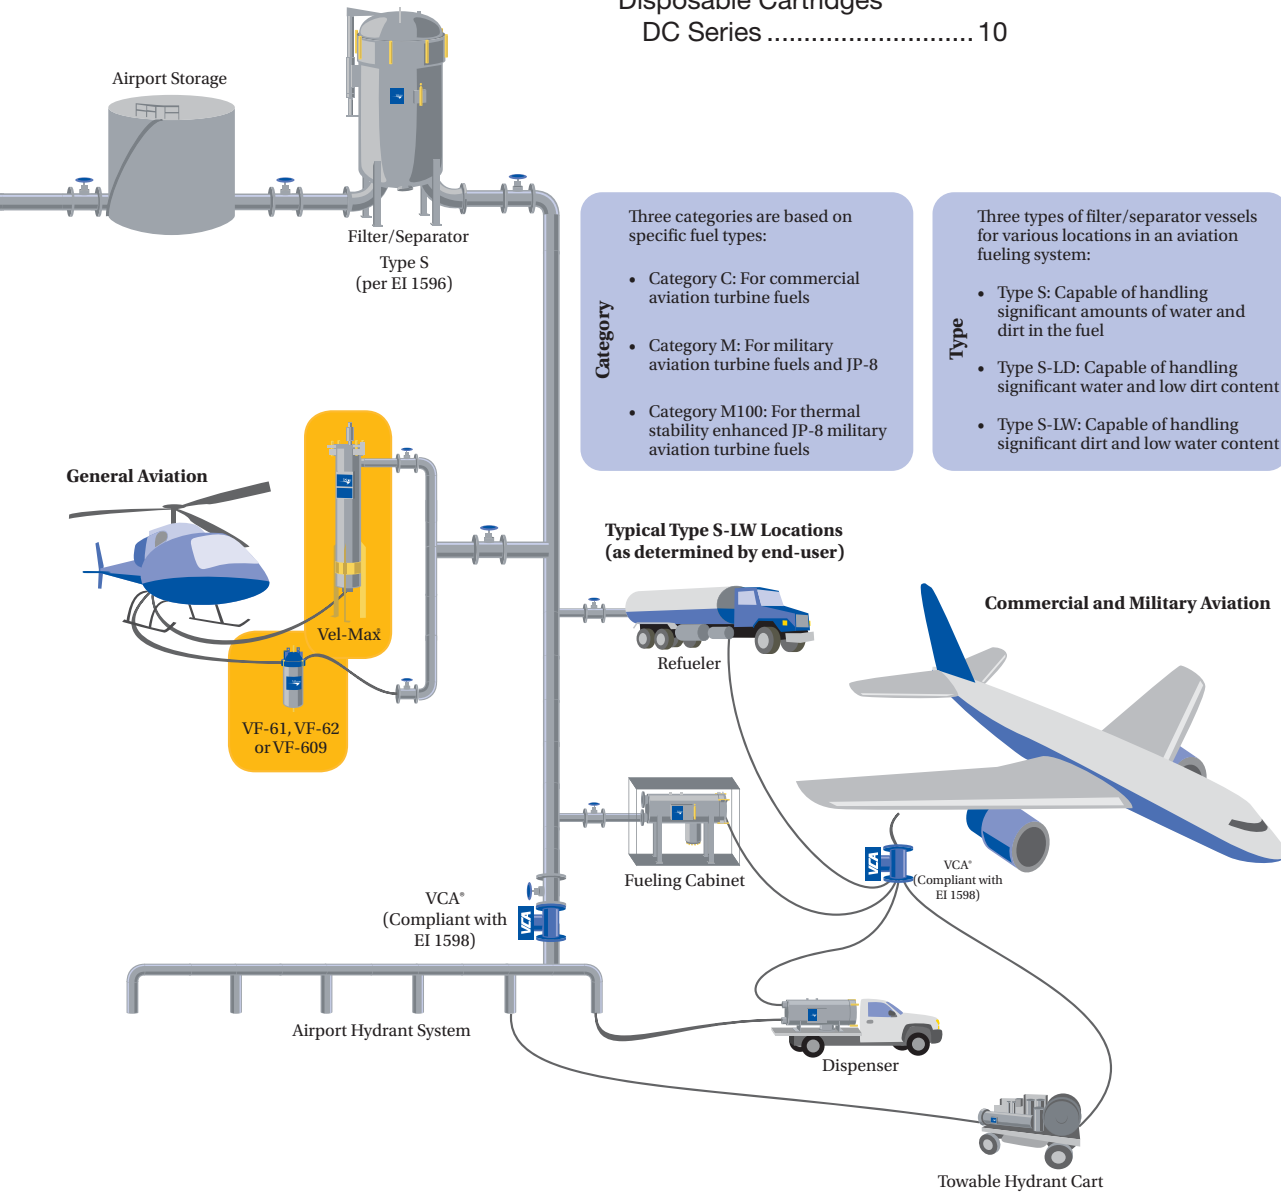 Disposable Cartridges
DC Series ............................ 10
Airport Storage
Filter/Separator
Type S
(per EI 1596)
Category
Three categories are based on
specific fuel types:
• Category C: For commercial
aviation turbine fuels
• Category M: For military
aviation turbine fuels and JP-8
• Category M100: For thermal
stability enhanced JP-8 military
aviation turbine fuels
Type
Three types of filter/separator vessels
for various locations in an aviation
fueling system:
• Type S: Capable of handling
significant amounts of water and
dirt in the fuel
• Type S-LD: Capable of handling
significant water and low dirt content
• Type S-LW: Capable of handling
significant dirt and low water content
General Aviation
Vel-Max®
VF-61, VF-62
or VF-609
Typical Type S-LW Locations
(as determined by end-user)
Refueler
Commercial and Military Aviation
Fueling Cabinet
VCA
VCA®
(Compliant with
EI 1598)
VCA®
(Compliant with
EI 1598)
VCA
Airport Hydrant System
Dispenser
Towable Hydrant Cart